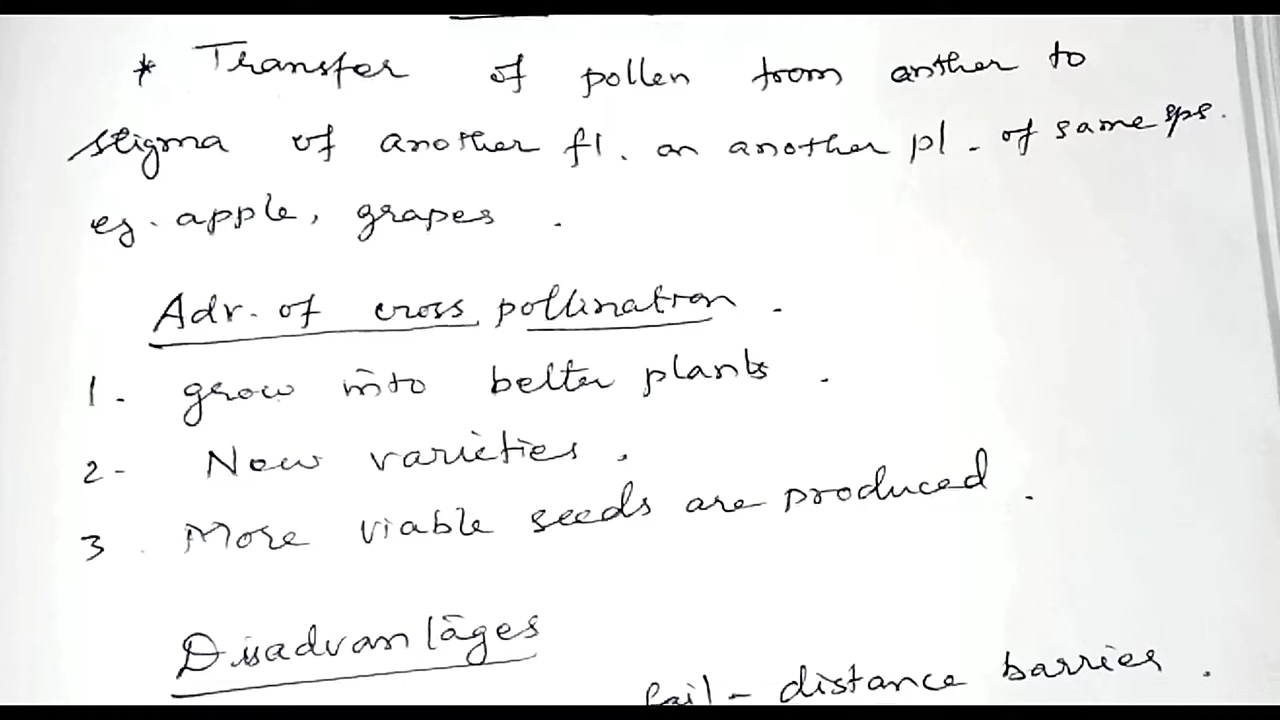 * Transfer of pollen from anther to
stigma of another fl. on another pl. of same sps.
eg. apple, grapes.
Adv. of cross pollination.
1. grow into better plants.
2- New varieties.
3. More viable seeds are produced.
Disadvantages
fail - distance barries.